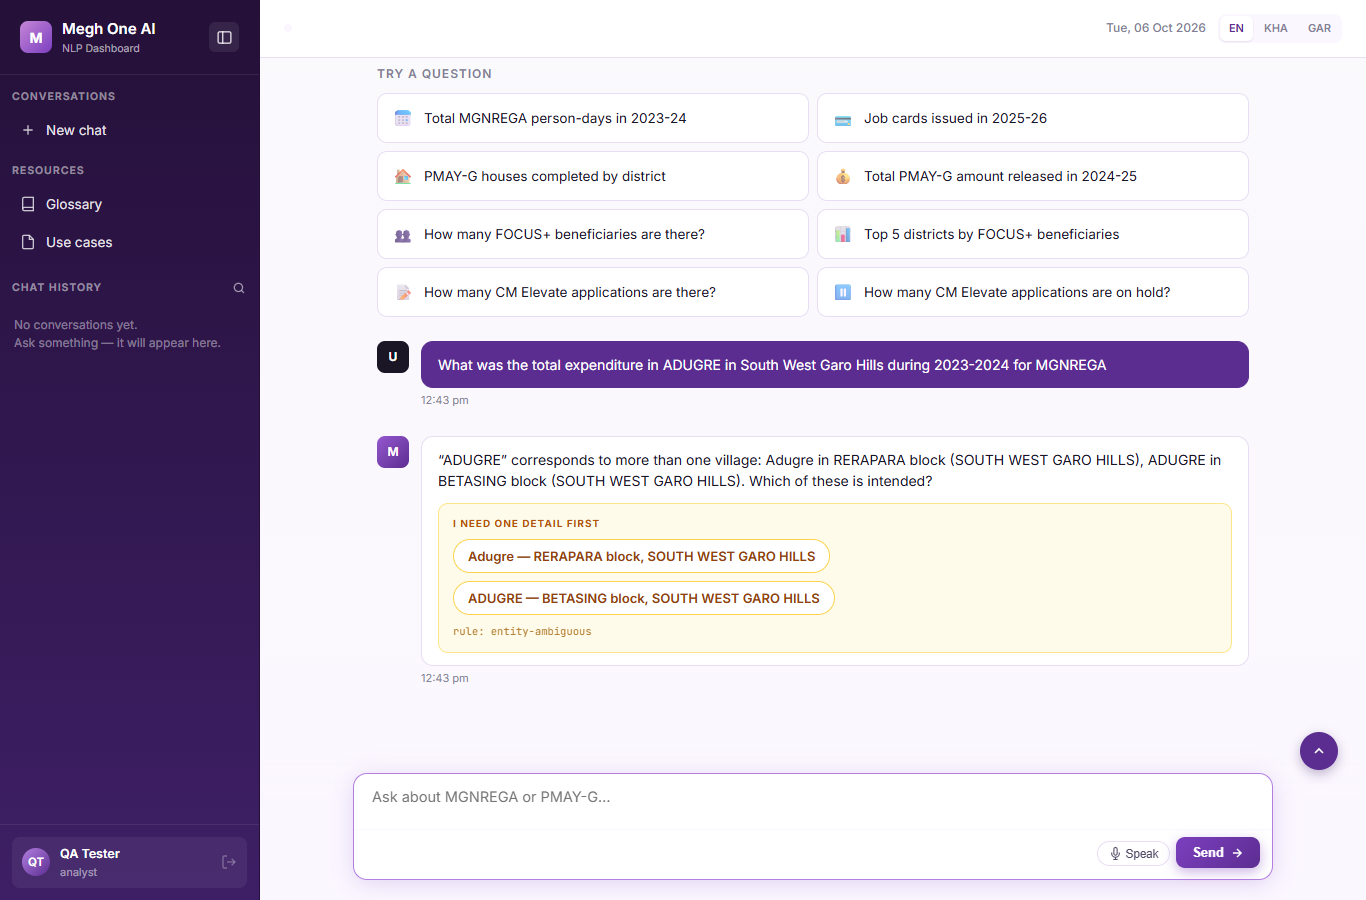 M
Megh One AI
NLP Dashboard
CONVERSATIONS
New chat
RESOURCES
Glossary
Use cases
CHAT HISTORY
No conversations yet.
Ask something — it will appear here.
QT
QA Tester
analyst
Tue, 06 Oct 2026
EN
KHA
GAR
TRY A QUESTION
Total MGNREGA person-days in 2023-24
Job cards issued in 2025-26
PMAY-G houses completed by district
Total PMAY-G amount released in 2024-25
How many FOCUS+ beneficiaries are there?
Top 5 districts by FOCUS+ beneficiaries
How many CM Elevate applications are there?
How many CM Elevate applications are on hold?
U
What was the total expenditure in ADUGRE in South West Garo Hills during 2023-2024 for MGNREGA
12:43 pm
M
“ADUGRE” corresponds to more than one village: Adugre in RERAPARA block (SOUTH WEST GARO HILLS), ADUGRE in
BETASING block (SOUTH WEST GARO HILLS). Which of these is intended?
I NEED ONE DETAIL FIRST
Adugre — RERAPARA block, SOUTH WEST GARO HILLS
ADUGRE — BETASING block, SOUTH WEST GARO HILLS
rule: entity-ambiguous
12:43 pm
Ask about MGNREGA or PMAY-G...
Speak
Send →